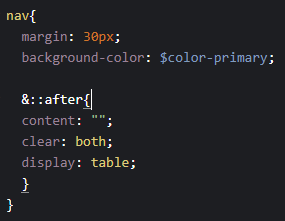 nav{
  margin: 30px;
  background-color: $color-primary;

  &::after{
  content: "";
  clear: both;
  display: table;
  }
}